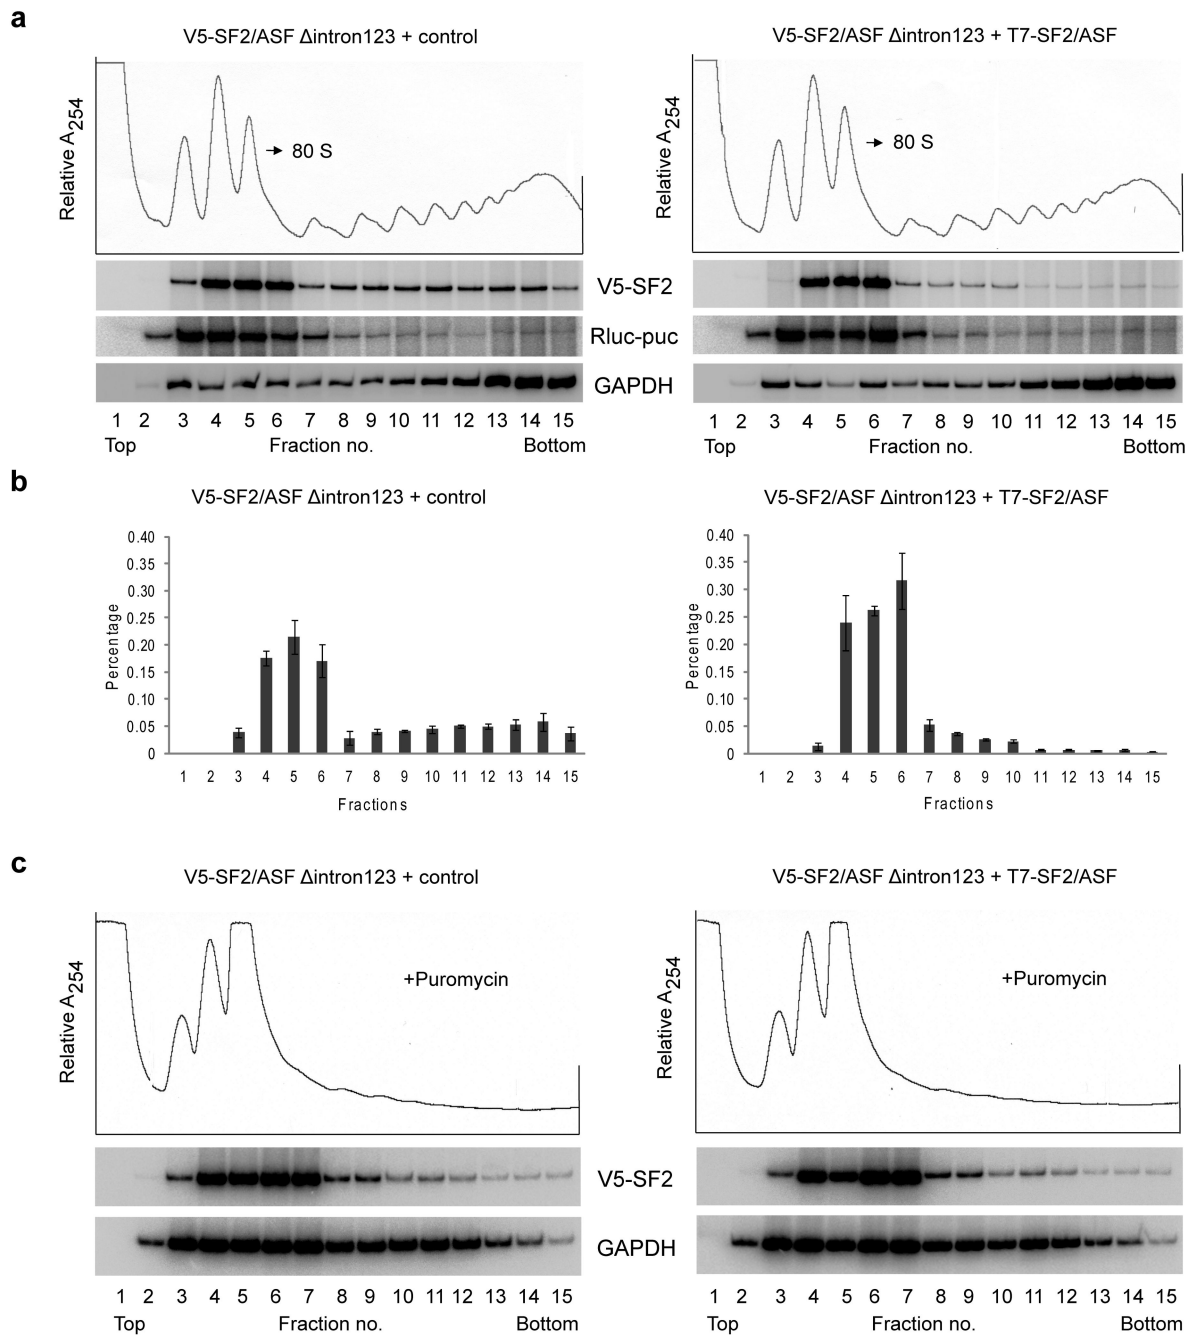 a
V5-SF2/ASF Δintron123 + control
V5-SF2/ASF Δintron123 + T7-SF2/ASF
Relative A254
→ 80 S
Relative A254
→ 80 S
V5-SF2
Rluc-puc
GAPDH
1 2 3 4 5 6 7 8 9 10 11 12 13 14 15
Top Fraction no. Bottom
1 2 3 4 5 6 7 8 9 10 11 12 13 14 15
Top Fraction no. Bottom
b
V5-SF2/ASF Δintron123 + control
V5-SF2/ASF Δintron123 + T7-SF2/ASF
Percentage
0.40
0.35
0.30
0.25
0.20
0.15
0.10
0.05
0
1 2 3 4 5 6 7 8 9 10 11 12 13 14 15
Fractions
Percentage
0.40
0.35
0.30
0.25
0.20
0.15
0.10
0.05
0
1 2 3 4 5 6 7 8 9 10 11 12 13 14 15
Fractions
c
V5-SF2/ASF Δintron123 + control
V5-SF2/ASF Δintron123 + T7-SF2/ASF
Relative A254
+Puromycin
Relative A254
+Puromycin
V5-SF2
GAPDH
1 2 3 4 5 6 7 8 9 10 11 12 13 14 15
Top Fraction no. Bottom
1 2 3 4 5 6 7 8 9 10 11 12 13 14 15
Top Fraction no. Bottom